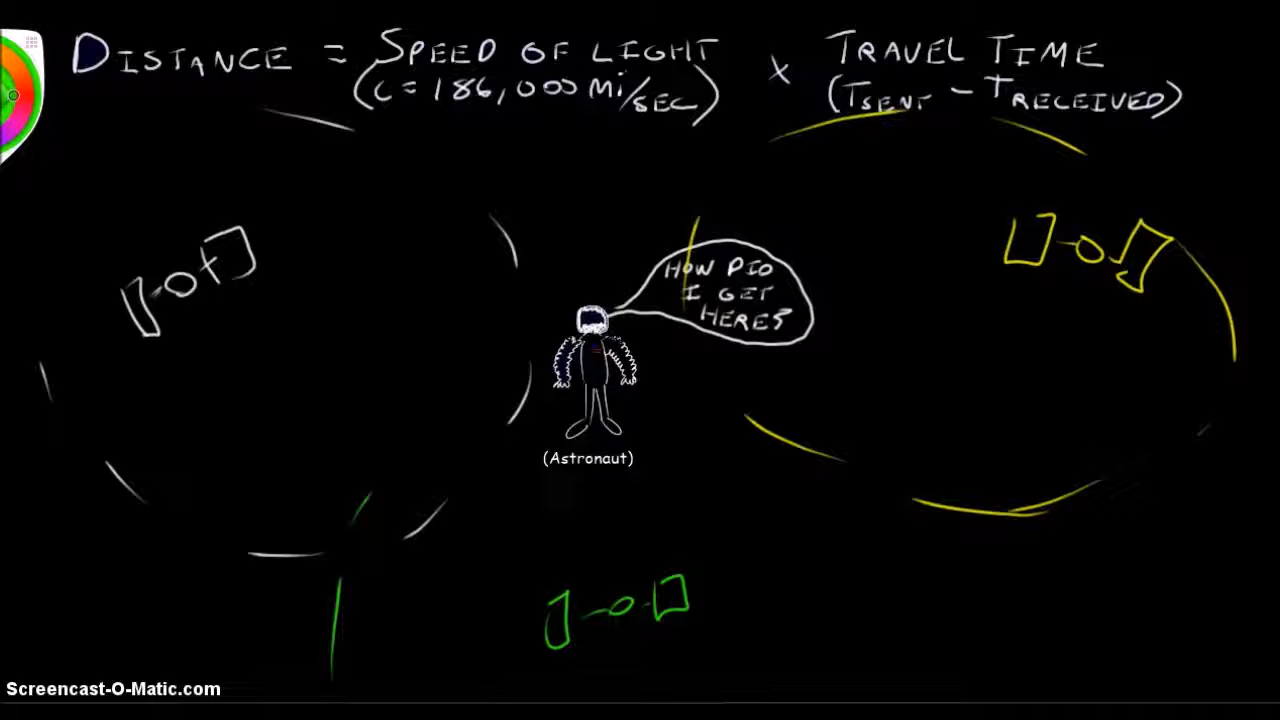 DISTANCE = SPEED OF LIGHT x TRAVEL TIME
(C = 186,000 Mi/SEC) (TSENT - TRECEIVED)
HOW DID
I GET
HERE?
(Astronaut)
Screencast-O-Matic.com